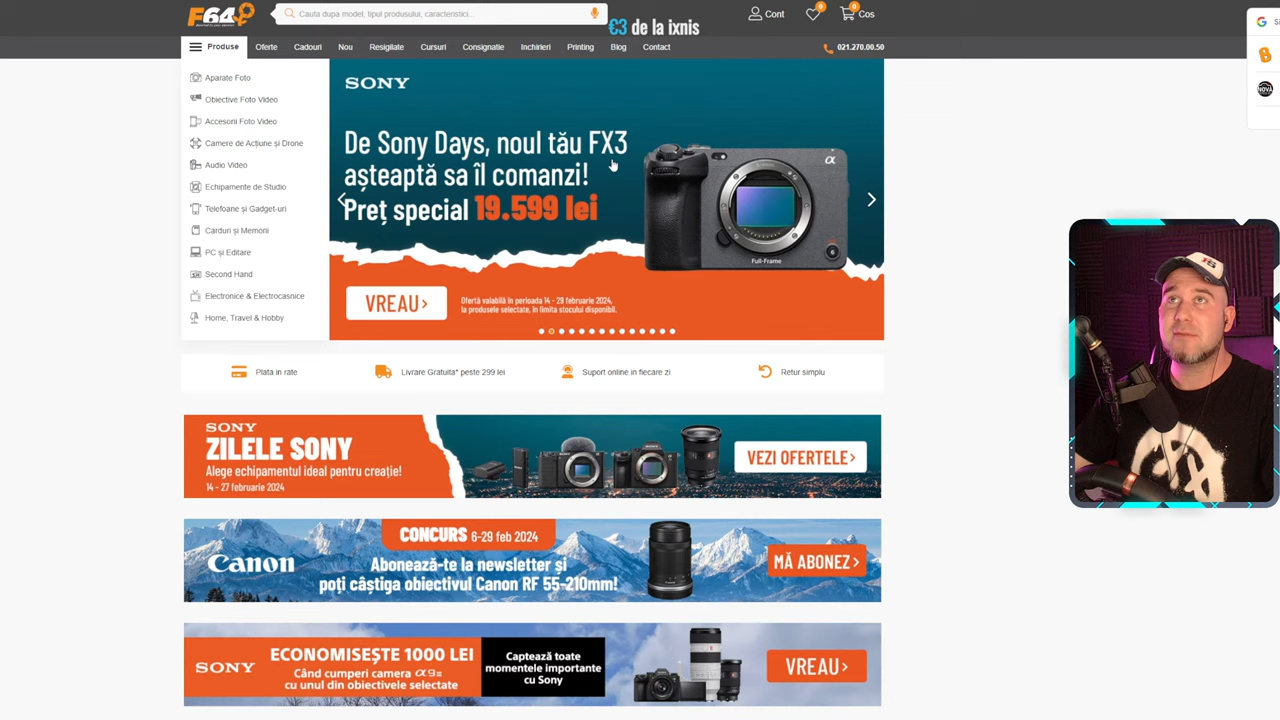 F64
Cauta dupa model, tipul produsului, caracteristici...
€3 de la ixnis
Cont
0
0
Cos
Produse
Oferte
Cadouri
Nou
Resigilate
Cursuri
Consignatie
Inchirieri
Printing
Blog
Contact
021.270.00.50
Aparate Foto
Obiective Foto Video
Accesorii Foto Video
Camere de Acțiune și Drone
Audio Video
Echipamente de Studio
Telefoane și Gadget-uri
Carduri și Memorii
PC și Editare
Second Hand
Electronice & Electrocasnice
Home, Travel & Hobby
SONY
De Sony Days, noul tău FX3
așteaptă sa îl comanzi!
Preț special 19.599 lei
VREAU>
Ofertă valabilă în perioada 14 - 29 februarie 2024,
la produsele selectate, în limita stocului disponibil.
α
Full-Frame
Plata in rate
Livrare Gratuita* peste 299 lei
Suport online in fiecare zi
Retur simplu
SONY
ZILELE SONY
Alege echipamentul ideal pentru creație!
14 - 27 februarie 2024
VEZI OFERTELE>
Canon
CONCURS 6-29 feb 2024
Abonează-te la newsletter și
poți câștiga obiectivul Canon RF 55-210mm!
MĂ ABONEZ>
SONY
ECONOMISEȘTE 1000 LEI
Când cumperi camera α9III
cu unul din obiectivele selectate
Captează toate
momentele importante
cu Sony
VREAU>
G
NOVA